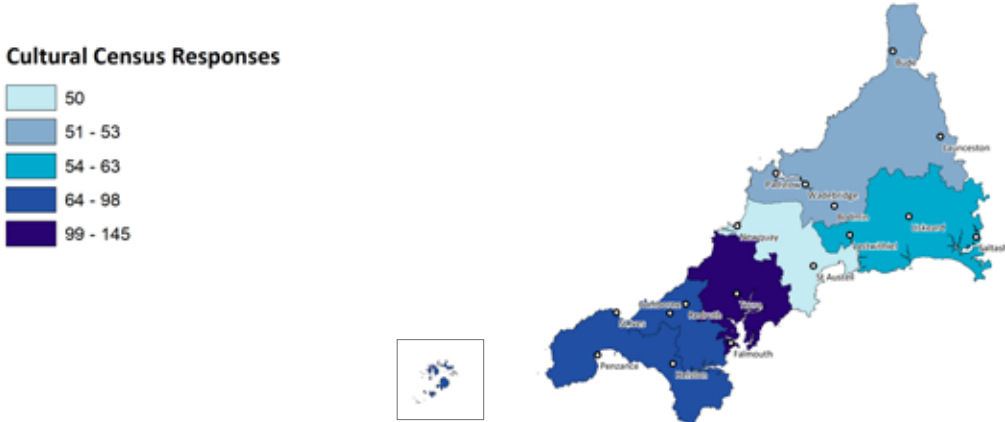 Cultural Census Responses
50
51 - 53
54 - 63
64 - 98
99 - 145
Bude
Launceston
Padstow
Wadebridge
Bodmin
Liskeard
Newquay
Lostwithiel
Saltash
St Austell
Camborne
Truro
Redruth
St Ives
Falmouth
Penzance
Helston